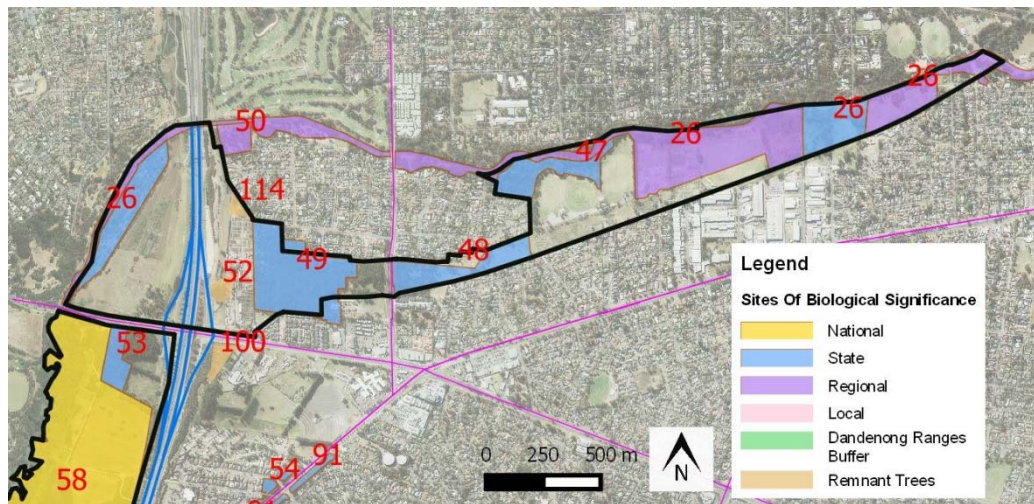 50
26
26
26
47
114
26
49
48
52
53
100
91
54
58
0 250 500 m
N
Legend
Sites Of Biological Significance
National
State
Regional
Local
Dandenong Ranges
Buffer
Remnant Trees